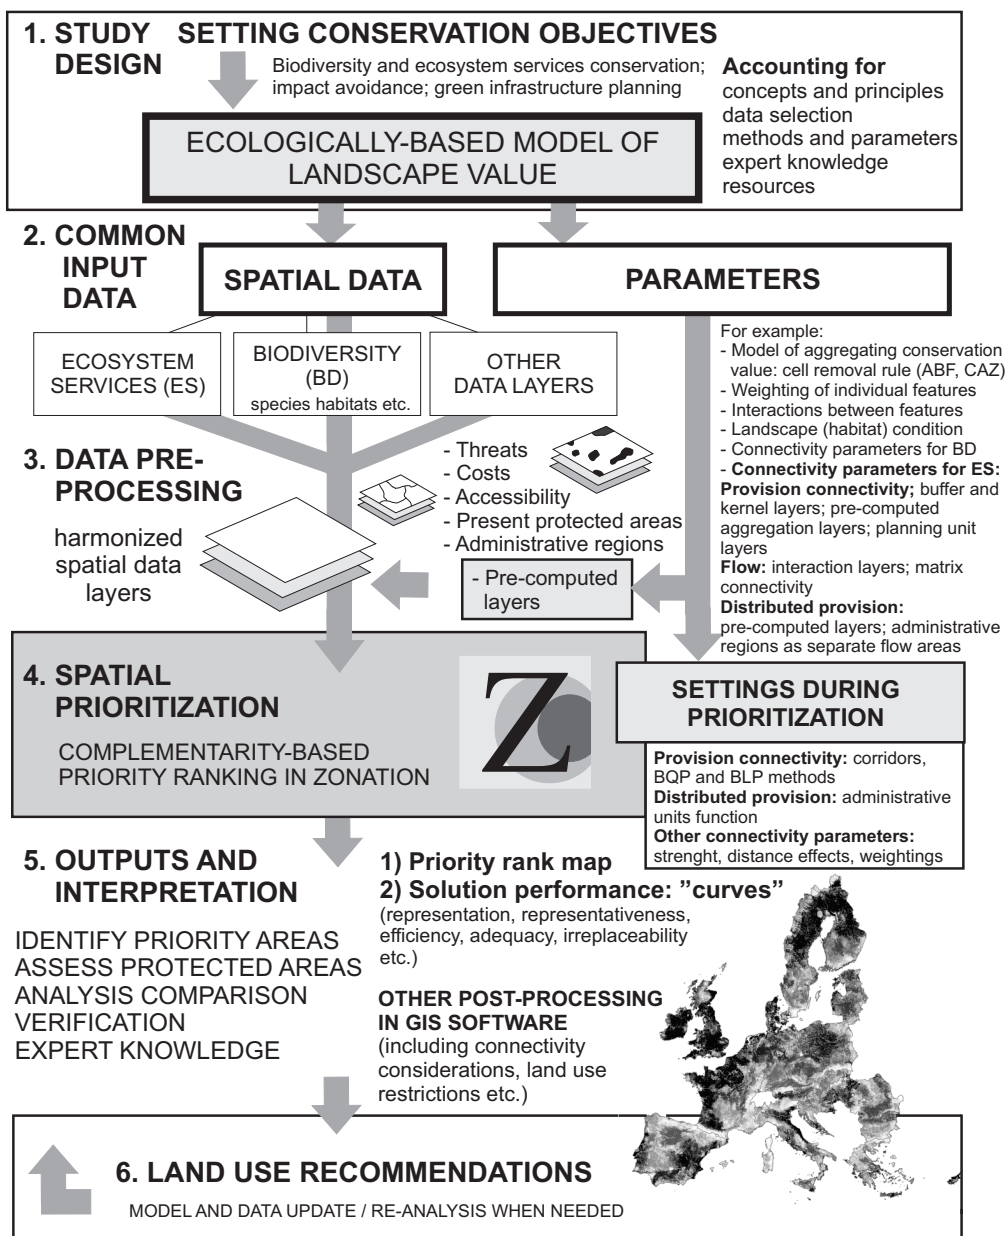 1. STUDY DESIGN
SETTING CONSERVATION OBJECTIVES
Biodiversity and ecosystem services conservation;
impact avoidance; green infrastructure planning
Accounting for
concepts and principles
data selection
methods and parameters
expert knowledge
resources
ECOLOGICALLY-BASED MODEL OF
LANDSCAPE VALUE
2. COMMON
INPUT
DATA
SPATIAL DATA
PARAMETERS
ECOSYSTEM
SERVICES (ES)
BIODIVERSITY
(BD)
species habitats etc.
OTHER
DATA LAYERS
For example:
- Model of aggregating conservation
value: cell removal rule (ABF, CAZ)
- Weighting of individual features
- Interactions between features
- Landscape (habitat) condition
- Connectivity parameters for BD
- Connectivity parameters for ES:
Provision connectivity; buffer and
kernel layers; pre-computed
aggregation layers; planning unit
layers
Flow: interaction layers; matrix
connectivity
Distributed provision:
pre-computed layers; administrative
regions as separate flow areas
3. DATA PRE-
PROCESSING
harmonized
spatial data
layers
- Threats
- Costs
- Accessibility
- Present protected areas
- Administrative regions
- Pre-computed
layers
4. SPATIAL
PRIORITIZATION
COMPLEMENTARITY-BASED
PRIORITY RANKING IN ZONATION
Z
SETTINGS DURING
PRIORITIZATION
Provision connectivity: corridors,
BQP and BLP methods
Distributed provision: administrative
units function
Other connectivity parameters:
strenght, distance effects, weightings
5. OUTPUTS AND
INTERPRETATION
IDENTIFY PRIORITY AREAS
ASSESS PROTECTED AREAS
ANALYSIS COMPARISON
VERIFICATION
EXPERT KNOWLEDGE
1) Priority rank map
2) Solution performance: ”curves”
(representation, representativeness,
efficiency, adequacy, irreplaceability
etc.)
OTHER POST-PROCESSING
IN GIS SOFTWARE
(including connectivity
considerations, land use
restrictions etc.)
6. LAND USE RECOMMENDATIONS
MODEL AND DATA UPDATE / RE-ANALYSIS WHEN NEEDED